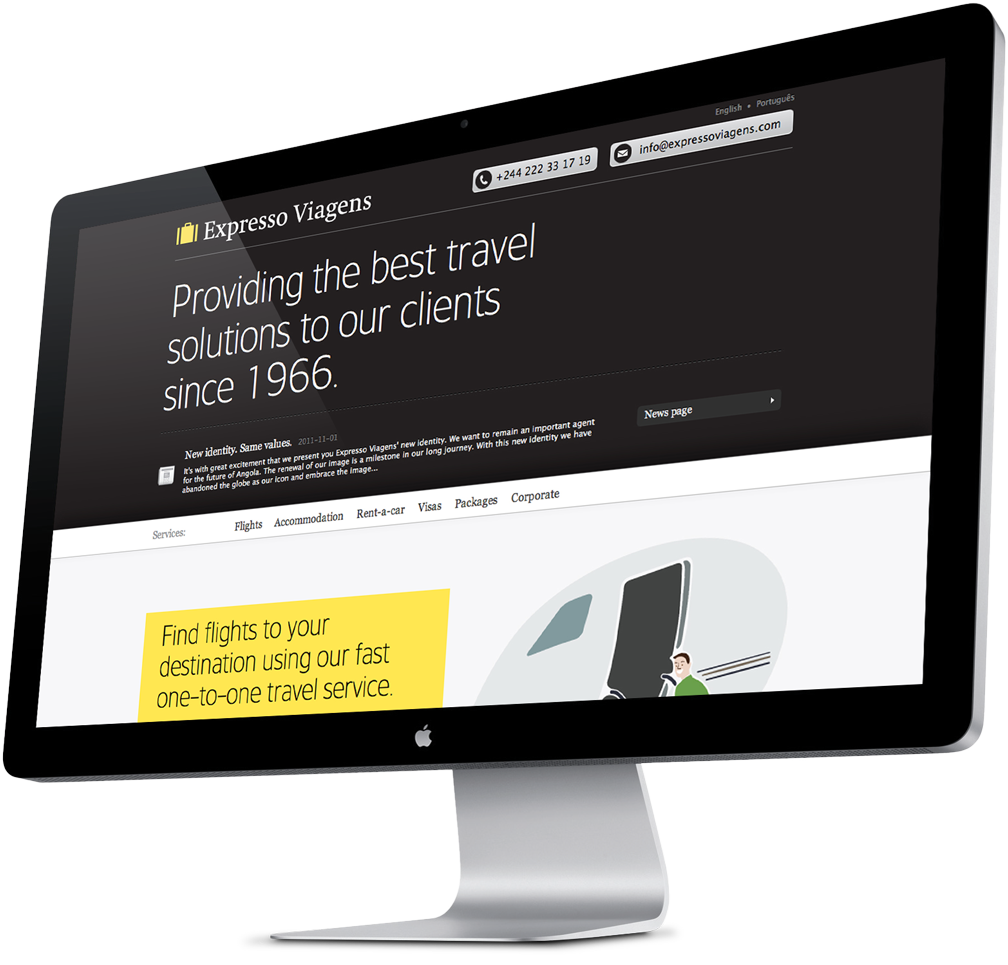 English • Português
+244 222 33 17 19
info@expressoviagens.com
Expresso Viagens
Providing the best travel
solutions to our clients
since 1966.
New identity. Same values. 2011-11-01
It's with great excitement that we present you Expresso Viagens' new identity. We want to remain an important agent
for the future of Angola. The renewal of our image is a milestone in our long journey. With this new identity we have
abandoned the globe as our icon and embrace the image...
News page
Services: Flights Accommodation Rent-a-car Visas Packages Corporate
Find flights to your
destination using our fast
one-to-one travel service.